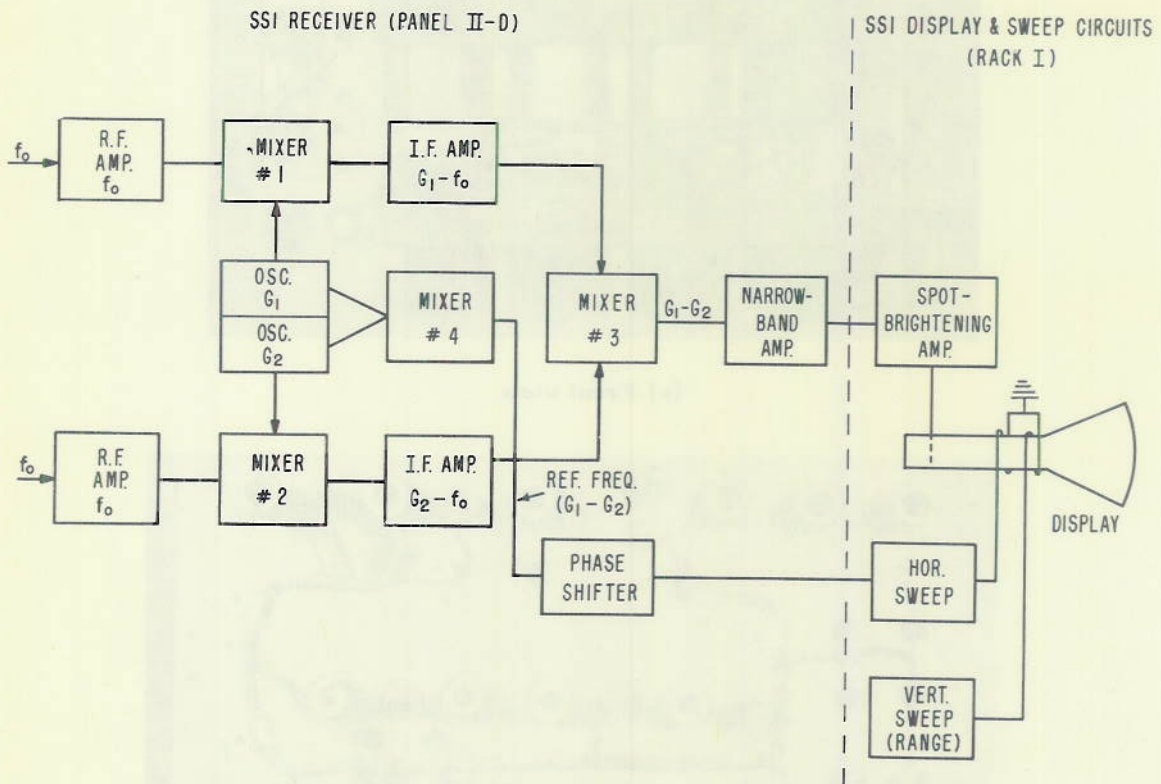 SSI RECEIVER (PANEL II-D)
SSI DISPLAY & SWEEP CIRCUITS
(RACK I)
f₀
R.F.
AMP.
f₀
MIXER
#1
I.F. AMP.
G₁-f₀
OSC.
G₁
OSC.
G₂
MIXER
#4
MIXER
#3
G₁-G₂
NARROW-
BAND
AMP.
SPOT-
BRIGHTENING
AMP.
f₀
R.F.
AMP.
f₀
MIXER
#2
I.F. AMP.
G₂-f₀
REF. FREQ.
(G₁-G₂)
DISPLAY
PHASE
SHIFTER
HOR.
SWEEP
VERT.
SWEEP
(RANGE)